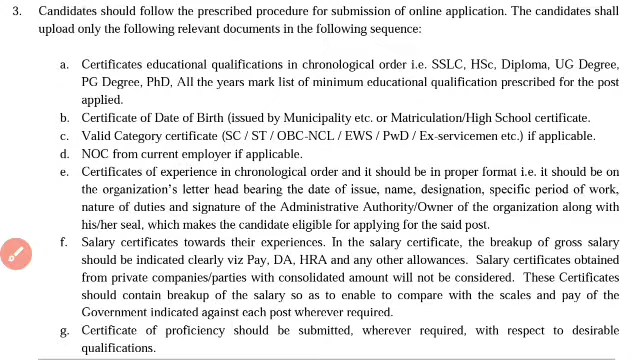 3. Candidates should follow the prescribed procedure for submission of online application. The candidates shall
upload only the following relevant documents in the following sequence:
a. Certificates educational qualifications in chronological order i.e. SSLC, HSc, Diploma, UG Degree,
PG Degree, PhD, All the years mark list of minimum educational qualification prescribed for the post
applied.
b. Certificate of Date of Birth (issued by Municipality etc. or Matriculation/High School certificate.
c. Valid Category certificate (SC / ST / OBC-NCL / EWS / PwD / Ex-servicemen etc.) if applicable.
d. NOC from current employer if applicable.
e. Certificates of experience in chronological order and it should be in proper format i.e. it should be on
the organization's letter head bearing the date of issue, name, designation, specific period of work,
nature of duties and signature of the Administrative Authority/Owner of the organization along with
his/her seal, which makes the candidate eligible for applying for the said post.
f. Salary certificates towards their experiences. In the salary certificate, the breakup of gross salary
should be indicated clearly viz Pay, DA, HRA and any other allowances. Salary certificates obtained
from private companies/parties with consolidated amount will not be considered. These Certificates
should contain breakup of the salary so as to enable to compare with the scales and pay of the
Government indicated against each post wherever required.
g. Certificate of proficiency should be submitted, wherever required, with respect to desirable
qualifications.